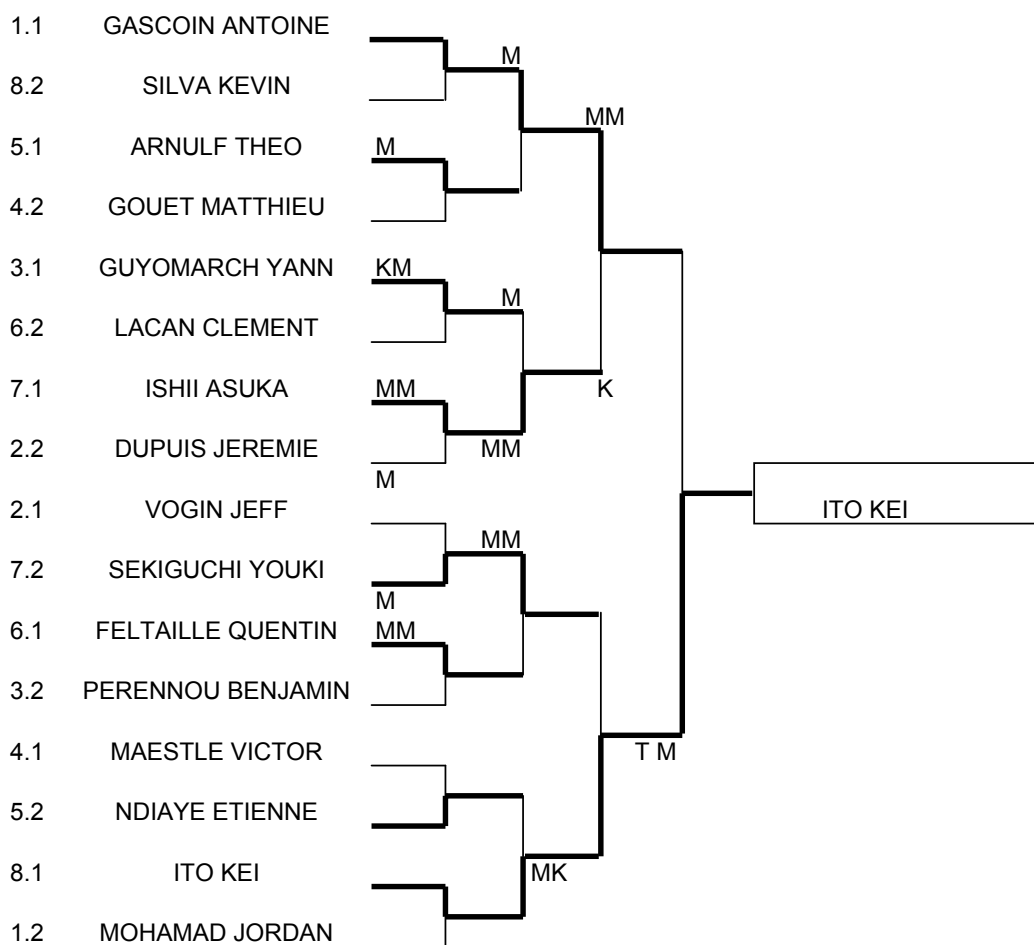 1.1 GASCOIN ANTOINE
M
8.2 SILVA KEVIN
MM
5.1 ARNULF THEO M
4.2 GOUET MATTHIEU
3.1 GUYOMARCH YANN KM
M
6.2 LACAN CLEMENT
7.1 ISHII ASUKA MM K
2.2 DUPUIS JEREMIE MM
M
2.1 VOGIN JEFF ITO KEI
MM
7.2 SEKIGUCHI YOUKI
M
6.1 FELTAILLE QUENTIN MM
3.2 PERENNOU BENJAMIN
4.1 MAESTLE VICTOR T M
5.2 NDIAYE ETIENNE
8.1 ITO KEI MK
1.2 MOHAMAD JORDAN